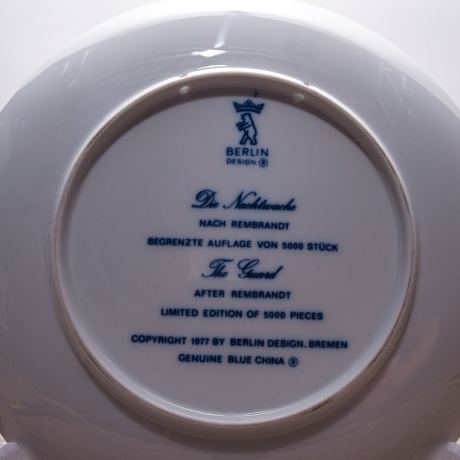 BERLIN
DESIGN ®
Die Nachtwache
NACH REMBRANDT
BEGRENZTE AUFLAGE VON 5000 STÜCK
The Guard
AFTER REMBRANDT
LIMITED EDITION OF 5000 PIECES
COPYRIGHT 1977 BY BERLIN DESIGN. BREMEN
GENUINE BLUE CHINA ®